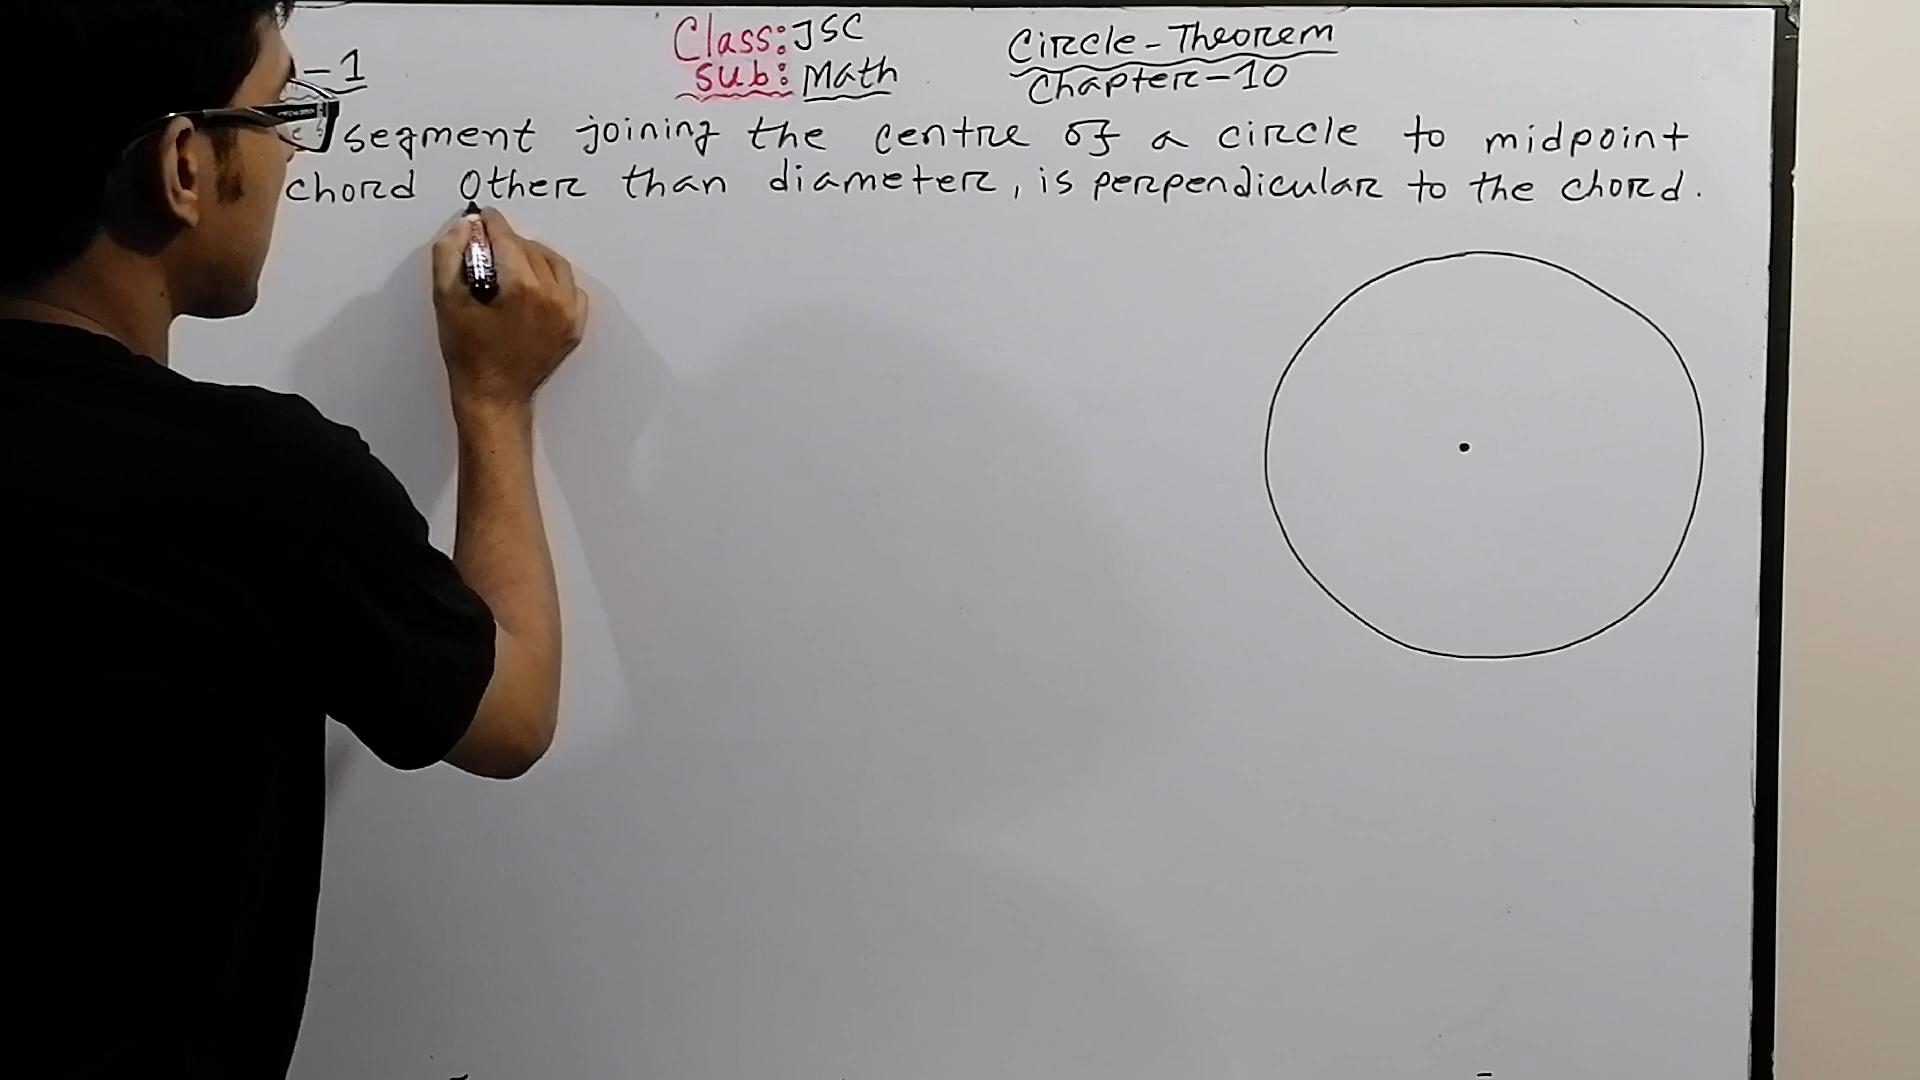 -1
Class: JSC
Sub: Math
Circle-Theorem
Chapter-10
segment joining the centre of a circle to midpoint
chord Other than diameter, is perpendicular to the chord.